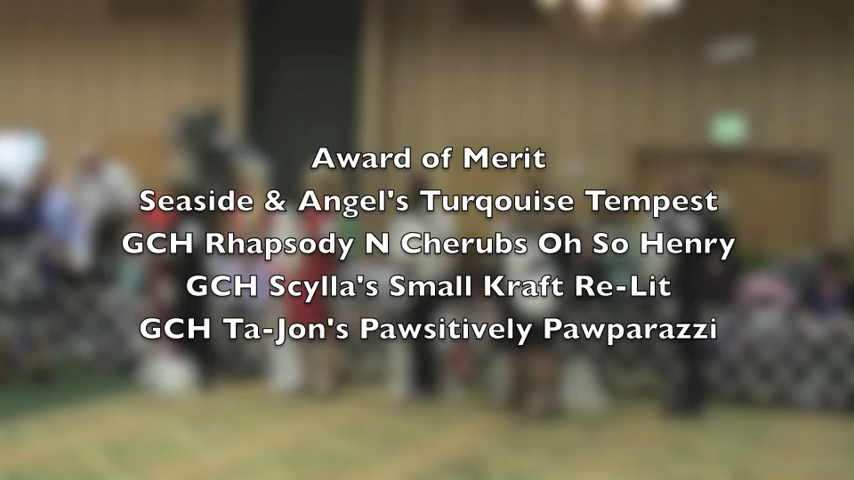 Award of Merit
Seaside & Angel's Turqouise Tempest
GCH Rhapsody N Cherubs Oh So Henry
GCH Scylla's Small Kraft Re-Lit
GCH Ta-Jon's Pawsitively Pawparazzi